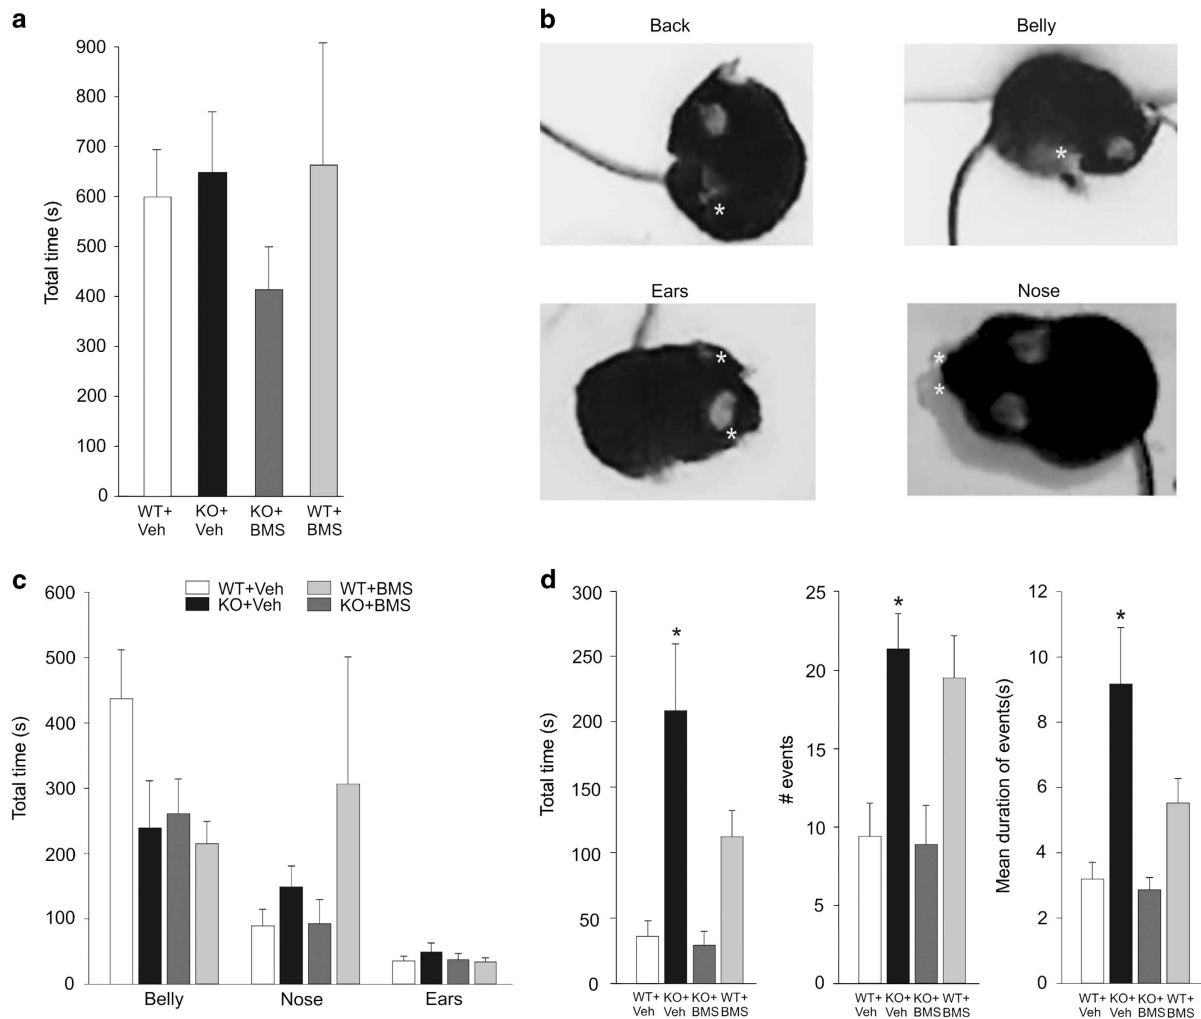 a
900
800
700
600
500
400
300
200
100
0
Total time (s)
WT+ Veh
KO+ Veh
KO+ BMS
WT+ BMS
b
Back
Belly
*
*
Ears
Nose
* *
* *
c
WT+Veh
KO+Veh
WT+BMS
KO+BMS
600
500
400
300
200
100
0
Total time (s)
Belly
Nose
Ears
d
300
250
200
150
100
50
0
Total time (s)
*
WT+ Veh
KO+ Veh
KO+ BMS
WT+ BMS
25
20
15
10
5
0
# events
*
WT+ Veh
KO+ Veh
KO+ BMS
WT+ BMS
12
10
8
6
4
2
0
Mean duration of events(s)
*
WT+ Veh
KO+ Veh
KO+ BMS
WT+ BMS